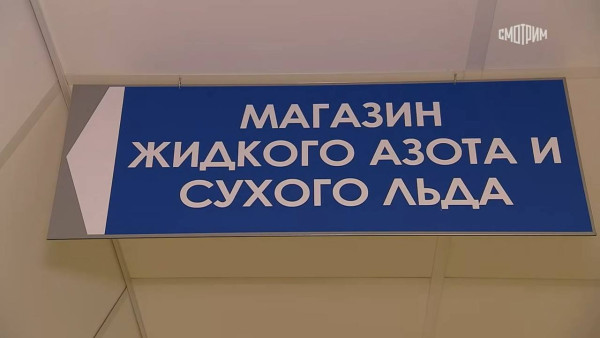 СМОТРИМ
МАГАЗИН
ЖИДКОГО АЗОТА И
СУХОГО ЛЬДА